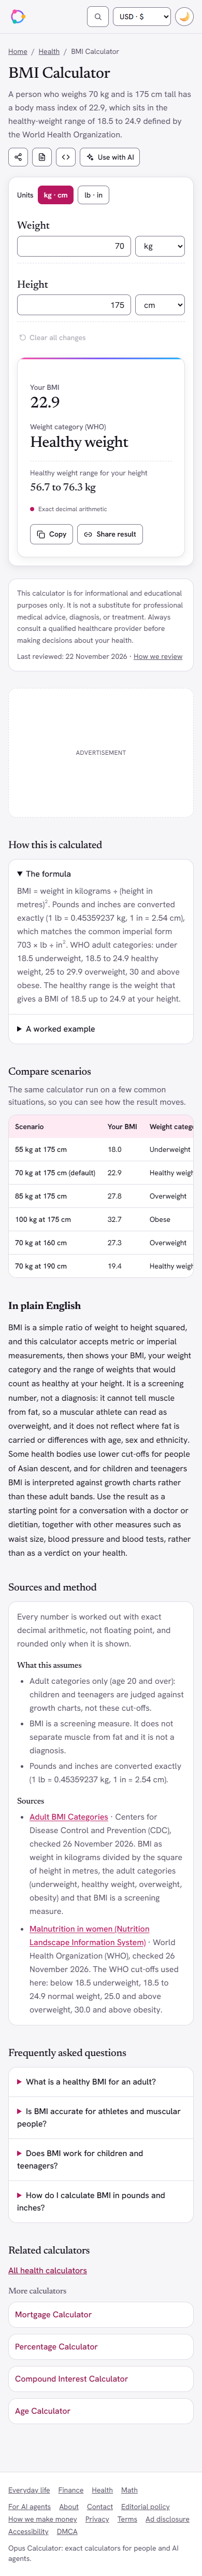 USD · $
Home / Health / BMI Calculator
BMI Calculator
A person who weighs 70 kg and is 175 cm tall has
a body mass index of 22.9, which sits in the
healthy-weight range of 18.5 to 24.9 defined by
the World Health Organization.
Use with AI
Units kg · cm lb · in
Weight
70 kg
Height
175 cm
Clear all changes
Your BMI
22.9
Weight category (WHO)
Healthy weight
Healthy weight range for your height
56.7 to 76.3 kg
Exact decimal arithmetic
Copy Share result
This calculator is for informational and educational
purposes only. It is not a substitute for professional
medical advice, diagnosis, or treatment. Always
consult a qualified healthcare provider before
making decisions about your health.
Last reviewed: 22 November 2026 · How we review
ADVERTISEMENT
How this is calculated
▼ The formula
BMI = weight in kilograms ÷ (height in
metres)². Pounds and inches are converted
exactly (1 lb = 0.45359237 kg, 1 in = 2.54 cm),
which matches the common imperial form
703 × lb ÷ in². WHO adult categories: under
18.5 underweight, 18.5 to 24.9 healthy
weight, 25 to 29.9 overweight, 30 and above
obese. The healthy weight range is the weight
that gives a BMI of 18.5 up to 24.9 at your height.
▶ A worked example
Compare scenarios
The same calculator run on a few common
situations, so you can see how the result moves.
Scenario Your BMI Weight catego
55 kg at 175 cm 18.0 Underweight
70 kg at 175 cm (default) 22.9 Healthy weigh
85 kg at 175 cm 27.8 Overweight
100 kg at 175 cm 32.7 Obese
70 kg at 160 cm 27.3 Overweight
70 kg at 190 cm 19.4 Healthy weigh
In plain English
BMI is a simple ratio of weight to height squared,
and this calculator accepts metric or imperial
measurements, then shows your BMI, your weight
category and the range of weights that would
count as healthy at your height. It is a screening
number, not a diagnosis: it cannot tell muscle
from fat, so a muscular athlete can read as
overweight, and it does not reflect where fat is
carried or differences with age, sex and ethnicity.
Some health bodies use lower cut-offs for people
of Asian descent, and for children and teenagers
BMI is interpreted against growth charts rather
than these adult bands. Use the result as a
starting point for a conversation with a doctor or
dietitian, together with other measures such as
waist size, blood pressure and blood tests, rather
than as a verdict on your health.
Sources and method
Every number is worked out with exact
decimal arithmetic, not floating point, and
rounded only when it is shown.
What this assumes
• Adult categories only (age 20 and over):
children and teenagers are judged against
growth charts, not these cut-offs.
• BMI is a screening measure. It does not
separate muscle from fat and it is not a
diagnosis.
• Pounds and inches are converted exactly
(1 lb = 0.45359237 kg, 1 in = 2.54 cm).
Sources
• Adult BMI Categories · Centers for
Disease Control and Prevention (CDC),
checked 26 November 2026. BMI as
weight in kilograms divided by the square
of height in metres, the adult categories
(underweight, healthy weight, overweight,
obesity) and that BMI is a screening
measure.
• Malnutrition in women (Nutrition
Landscape Information System) · World
Health Organization (WHO), checked 26
November 2026. The WHO cut-offs used
here: below 18.5 underweight, 18.5 to
24.9 normal weight, 25.0 and above
overweight, 30.0 and above obesity.
Frequently asked questions
▶ What is a healthy BMI for an adult?
▶ Is BMI accurate for athletes and muscular
people?
▶ Does BMI work for children and
teenagers?
▶ How do I calculate BMI in pounds and
inches?
Related calculators
All health calculators
More calculators
Mortgage Calculator
Percentage Calculator
Compound Interest Calculator
Age Calculator
Everyday life Finance Health Math
For AI agents About Contact Editorial policy
How we make money Privacy Terms Ad disclosure
Accessibility DMCA
Opus Calculator: exact calculators for people and AI
agents.